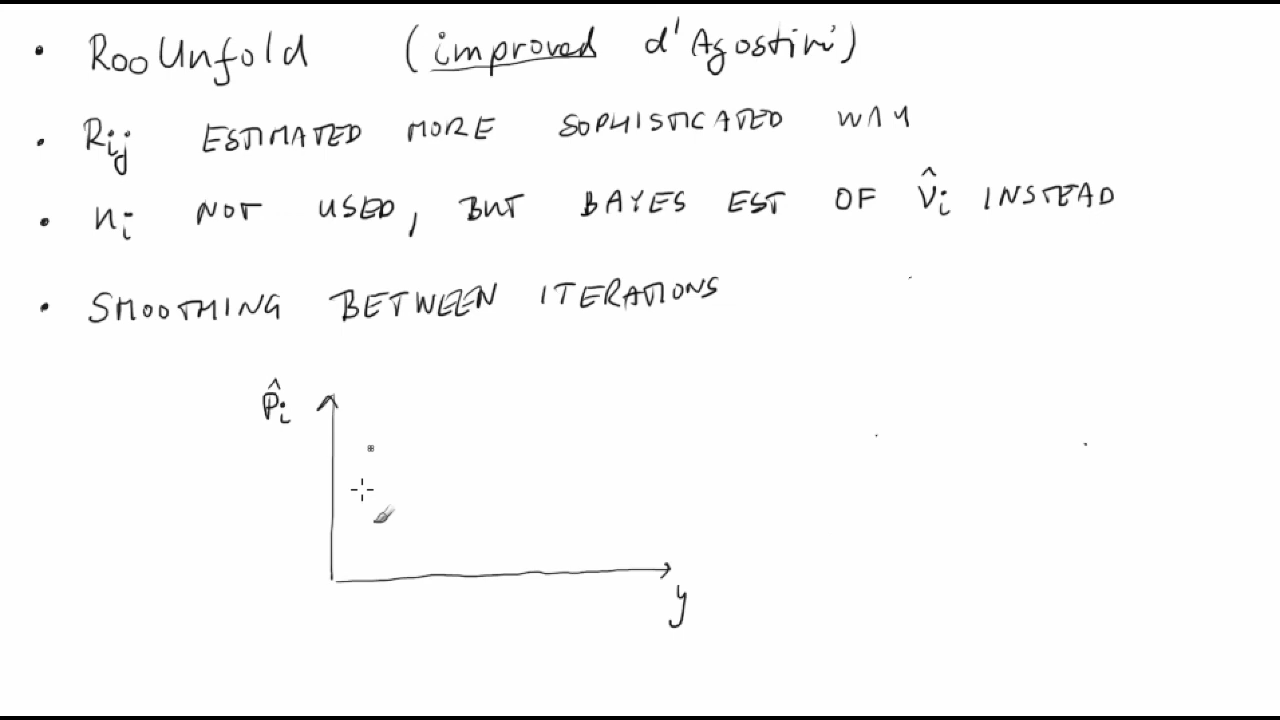 • RooUnfold (improved d'Agostini)
• Rij ESTIMATED MORE SOPHISTICATED WAY
• ni NOT USED, BUT BAYES EST OF ν̂i INSTEAD
• SMOOTHING BETWEEN ITERATIONS
p̂i
y